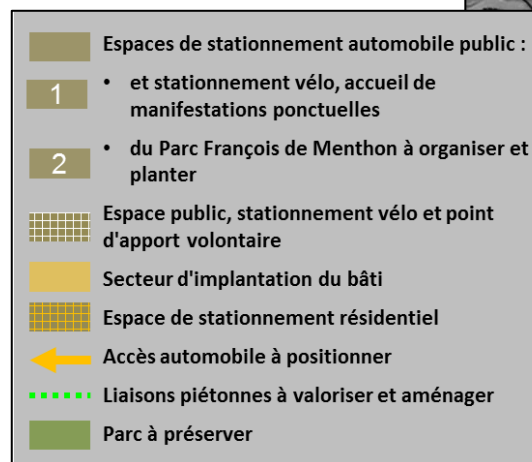 Espaces de stationnement automobile public :
1 • et stationnement vélo, accueil de
manifestations ponctuelles
2 • du Parc François de Menthon à organiser et
planter
Espace public, stationnement vélo et point
d'apport volontaire
Secteur d'implantation du bâti
Espace de stationnement résidentiel
Accès automobile à positionner
Liaisons piétonnes à valoriser et aménager
Parc à préserver